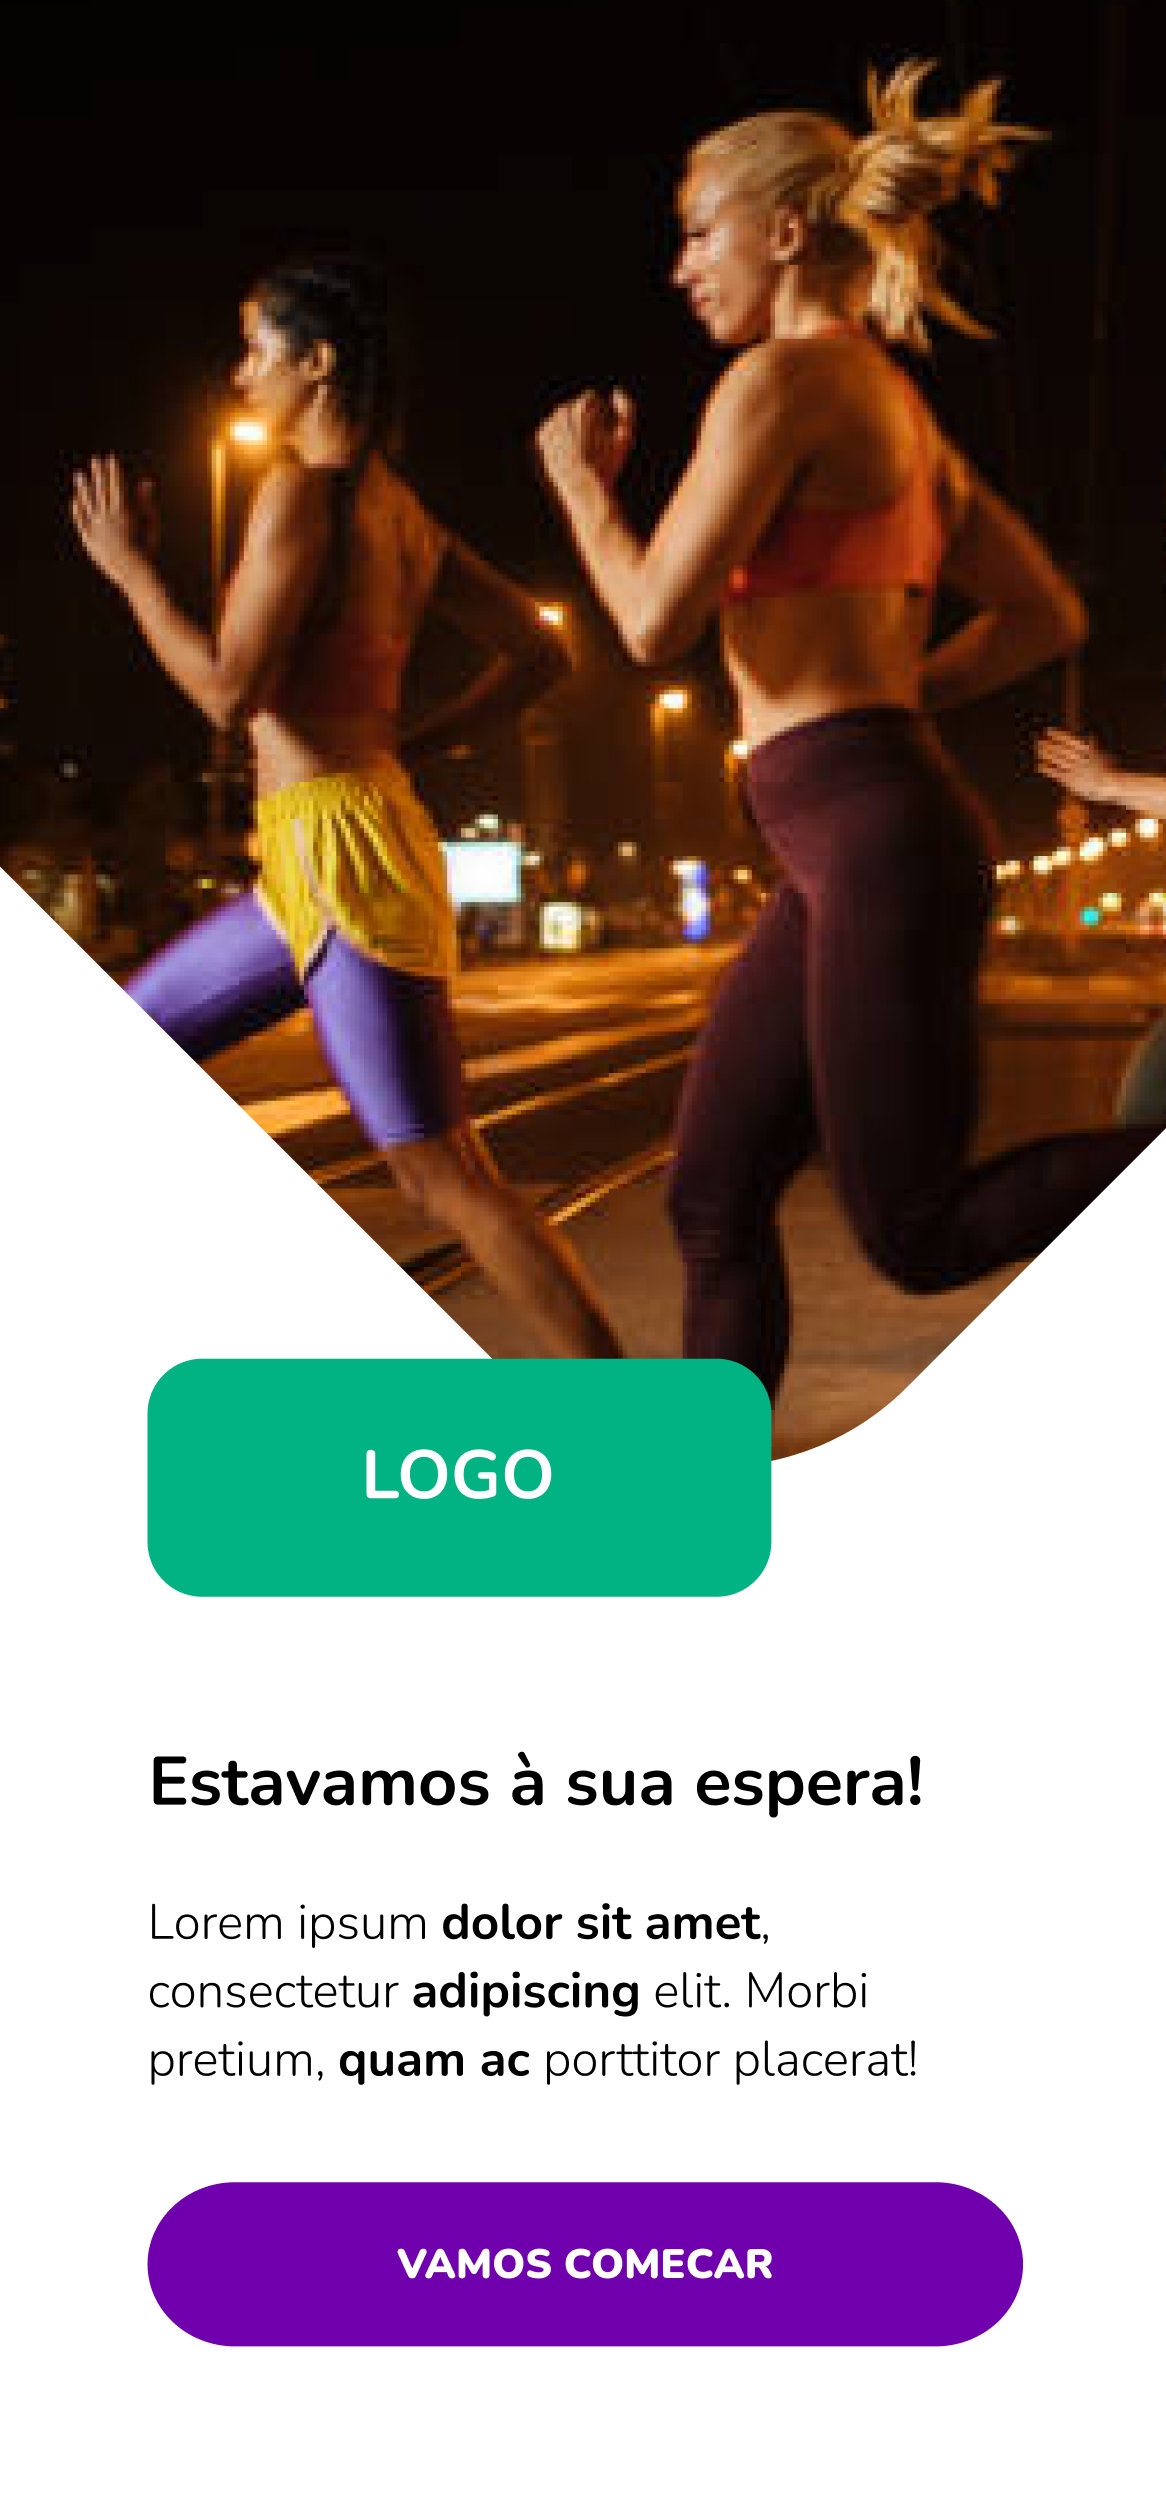 LOGO
Estavamos à sua espera!
Lorem ipsum dolor sit amet,
consectetur adipiscing elit. Morbi
pretium, quam ac porttitor placerat!
VAMOS COMECAR